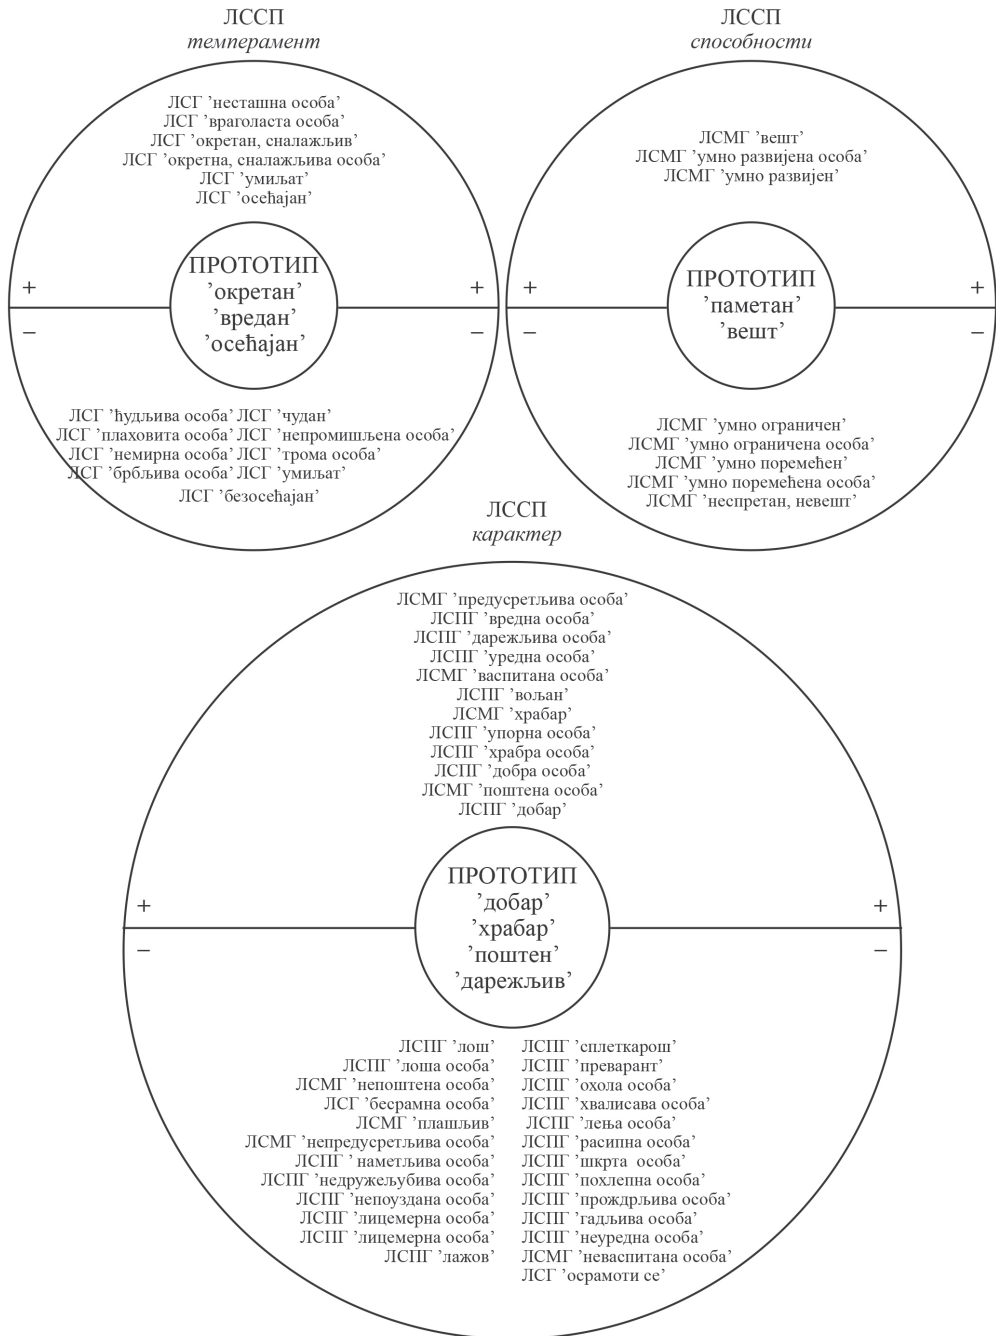 ЛССП
темперамент
ЛСГ ’несташна особа’
ЛСГ ’враголаста особа’
ЛСГ ’окретан, сналажљив’
ЛСГ ’окретна, сналажљива особа’
ЛСГ ’умиљат’
ЛСГ ’осећајан’
+ +
ПРОТОТИП
’окретан’
’вредан’
’осећајан’
– –
ЛСГ ’ћудљива особа’ ЛСГ ’чудан’
ЛСГ ’плаховита особа’ ЛСГ ’непромишљена особа’
ЛСГ ’немирна особа’ ЛСГ ’трома особа’
ЛСГ ’брбљива особа’ ЛСГ ’умиљат’
ЛСГ ’безосећајан’
ЛССП
способности
ЛСМГ ’вешт’
ЛСМГ ’умно развијена особа’
ЛСМГ ’умно развијен’
+ +
ПРОТОТИП
’паметан’
’вешт’
– –
ЛСМГ ’умно ограничен’
ЛСМГ ’умно ограничена особа’
ЛСМГ ’умно поремећен’
ЛСМГ ’умно поремећена особа’
ЛСМГ ’неспретан, невешт’
ЛССП
карактер
ЛСМГ ’предусретљива особа’
ЛСПГ ’вредна особа’
ЛСПГ ’дарежљива особа’
ЛСПГ ’уредна особа’
ЛСМГ ’васпитана особа’
ЛСПГ ’вољан’
ЛСМГ ’храбар’
ЛСПГ ’упорна особа’
ЛСПГ ’храбра особа’
ЛСПГ ’добра особа’
ЛСМГ ’поштена особа’
ЛСПГ ’добар’
+ +
ПРОТОТИП
’добар’
’храбар’
’поштен’
’дарежљив’
– –
ЛСПГ ’лош’
ЛСПГ ’лоша особа’
ЛСМГ ’непоштена особа’
ЛСГ ’бесрамна особа’
ЛСМГ ’плашљив’
ЛСМГ ’непредусретљива особа’
ЛСПГ ’ наметљива особа’
ЛСПГ ’недружељубива особа’
ЛСПГ ’непоуздана особа’
ЛСПГ ’лицемерна особа’
ЛСПГ ’лицемерна особа’
ЛСПГ ’лажов’
ЛСПГ ’сплеткарош’
ЛСПГ ’преварант’
ЛСПГ ’охола особа’
ЛСПГ ’хвалисава особа’
ЛСПГ ’лења особа’
ЛСПГ ’расипна особа’
ЛСПГ ’шкрта особа’
ЛСПГ ’похлепна особа’
ЛСПГ ’прождрљива особа’
ЛСПГ ’гадљива особа’
ЛСПГ ’неуредна особа’
ЛСМГ ’неваспитана особа’
ЛСГ ’осрамоти се’